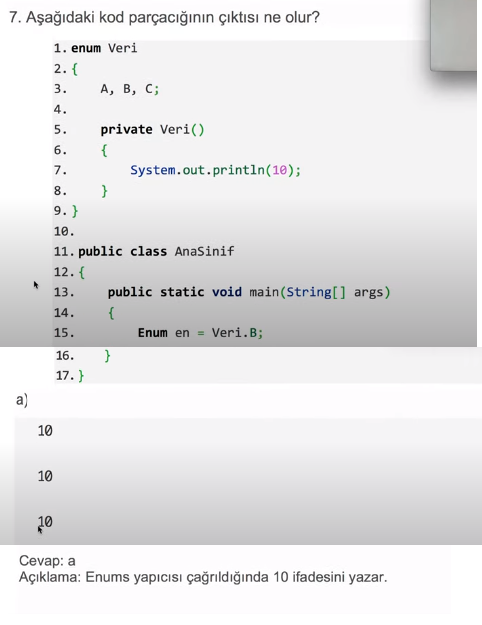 7. Aşağıdaki kod parçacığının çıktısı ne olur?
1. enum Veri
2. {
3. A, B, C;
4.
5. private Veri()
6. {
7. System.out.println(10);
8. }
9. }
10.
11. public class AnaSinif
12. {
13. public static void main(String[] args)
14. {
15. Enum en = Veri.B;
16. }
17. }
a)
10
10
10
Cevap: a
Açıklama: Enums yapıcısı çağrıldığında 10 ifadesini yazar.